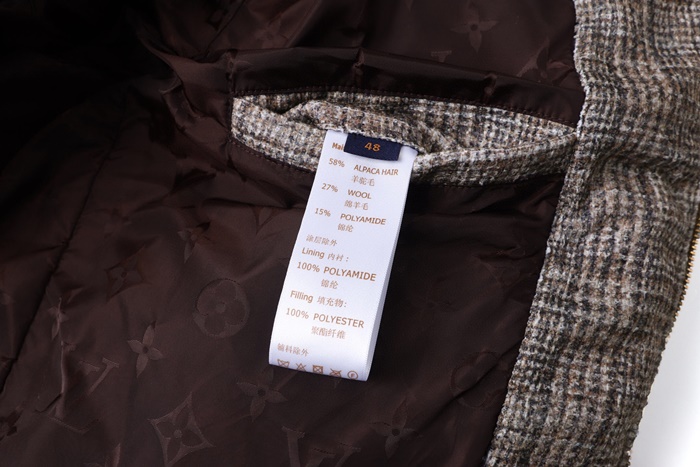 48
58% ALPACA HAIR
羊驼毛
27% WOOL
绵羊毛
15% POLYAMIDE
锦纶
涂层除外
Lining 内衬:
100% POLYAMIDE
锦纶
Filling 填充物:
100% POLYESTER
聚酯纤维
辅料除外